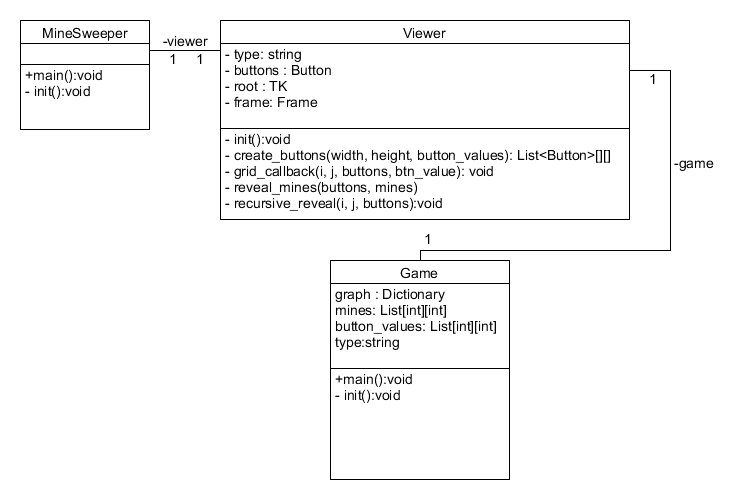 MineSweeper
+main():void
- init():void
-viewer
1 1
Viewer
- type: string
- buttons : Button
- root : TK
- frame: Frame
- init():void
- create_buttons(width, height, button_values): List<Button>[][]
- grid_callback(i, j, buttons, btn_value): void
- reveal_mines(buttons, mines)
- recursive_reveal(i, j, buttons):void
1
-game
1
Game
graph : Dictionary
mines: List[int][int]
button_values: List[int][int]
type:string
+main():void
- init():void